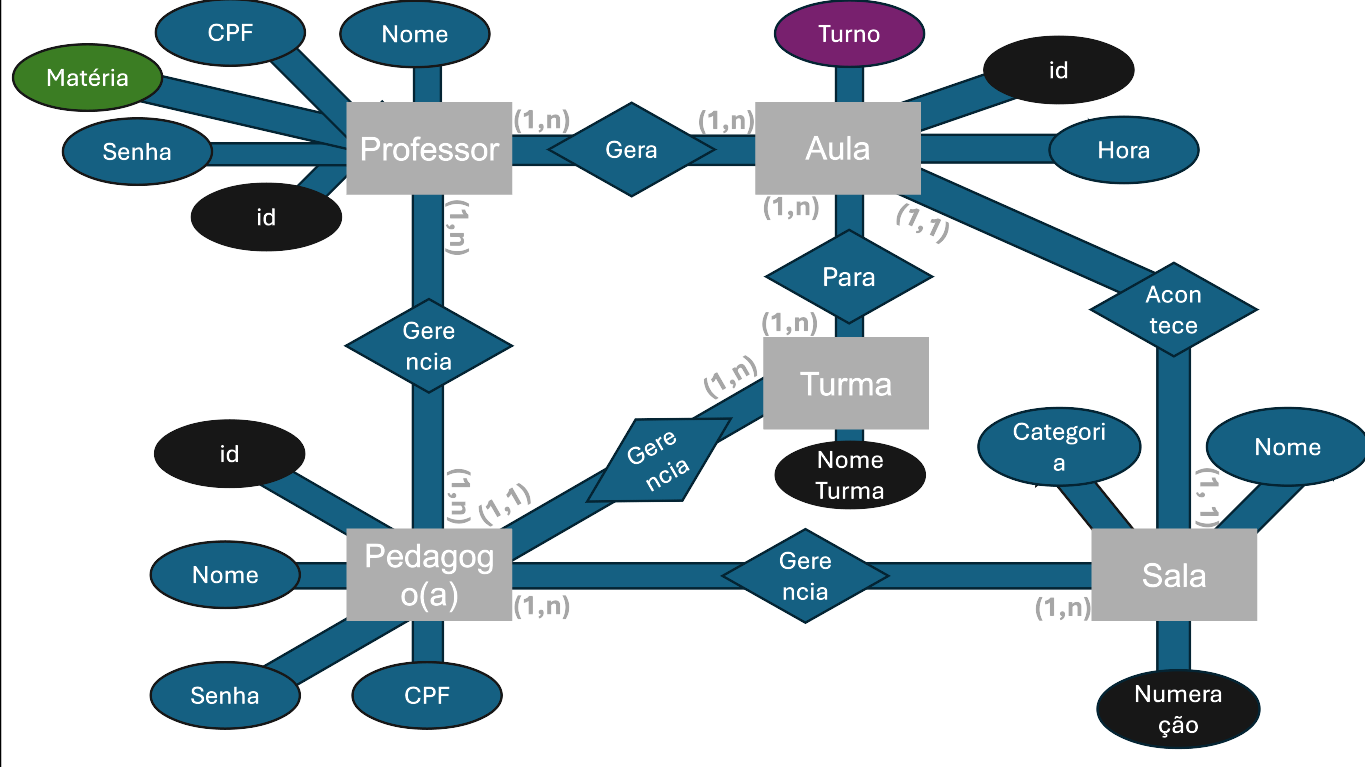 CPF
Nome
Turno
Matéria
id
Senha
Professor
(1,n)
Gera
(1,n)
Aula
Hora
id
(1,n)
(1,n)
(1,1)
Para
Acon
tece
Gere
ncia
(1,n)
(1,n)
Turma
Gere
ncia
id
Categori
a
Nome
Nome
Turma
(1,n)
(1,1)
(1,1)
Pedagog
o(a)
Nome
Gere
ncia
Sala
(1,n)
(1,n)
Senha
CPF
Numera
ção